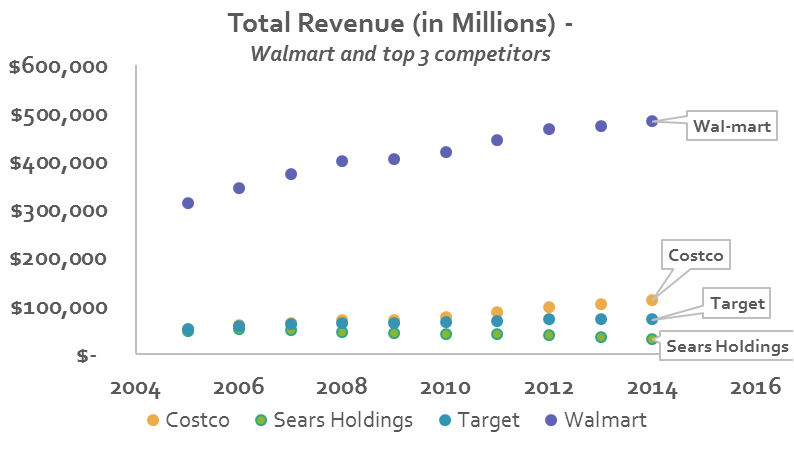 Total Revenue (in Millions) -
Walmart and top 3 competitors
$600,000
$500,000
$400,000
$300,000
$200,000
$100,000
$-
Wal-mart
Costco
Target
Sears Holdings
2004 2006 2008 2010 2012 2014 2016
Costco Sears Holdings Target Walmart